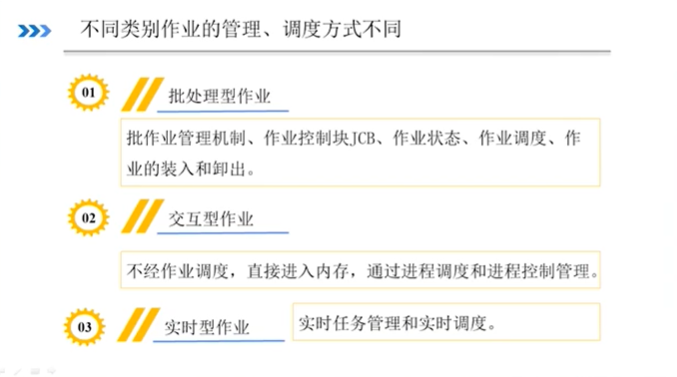 不同类别作业的管理、调度方式不同
01
批处理型作业
批作业管理机制、作业控制块JCB、作业状态、作业调度、作
业的装入和卸出。
02
交互型作业
不经作业调度，直接进入内存，通过进程调度和进程控制管理。
03
实时型作业
实时任务管理和实时调度。